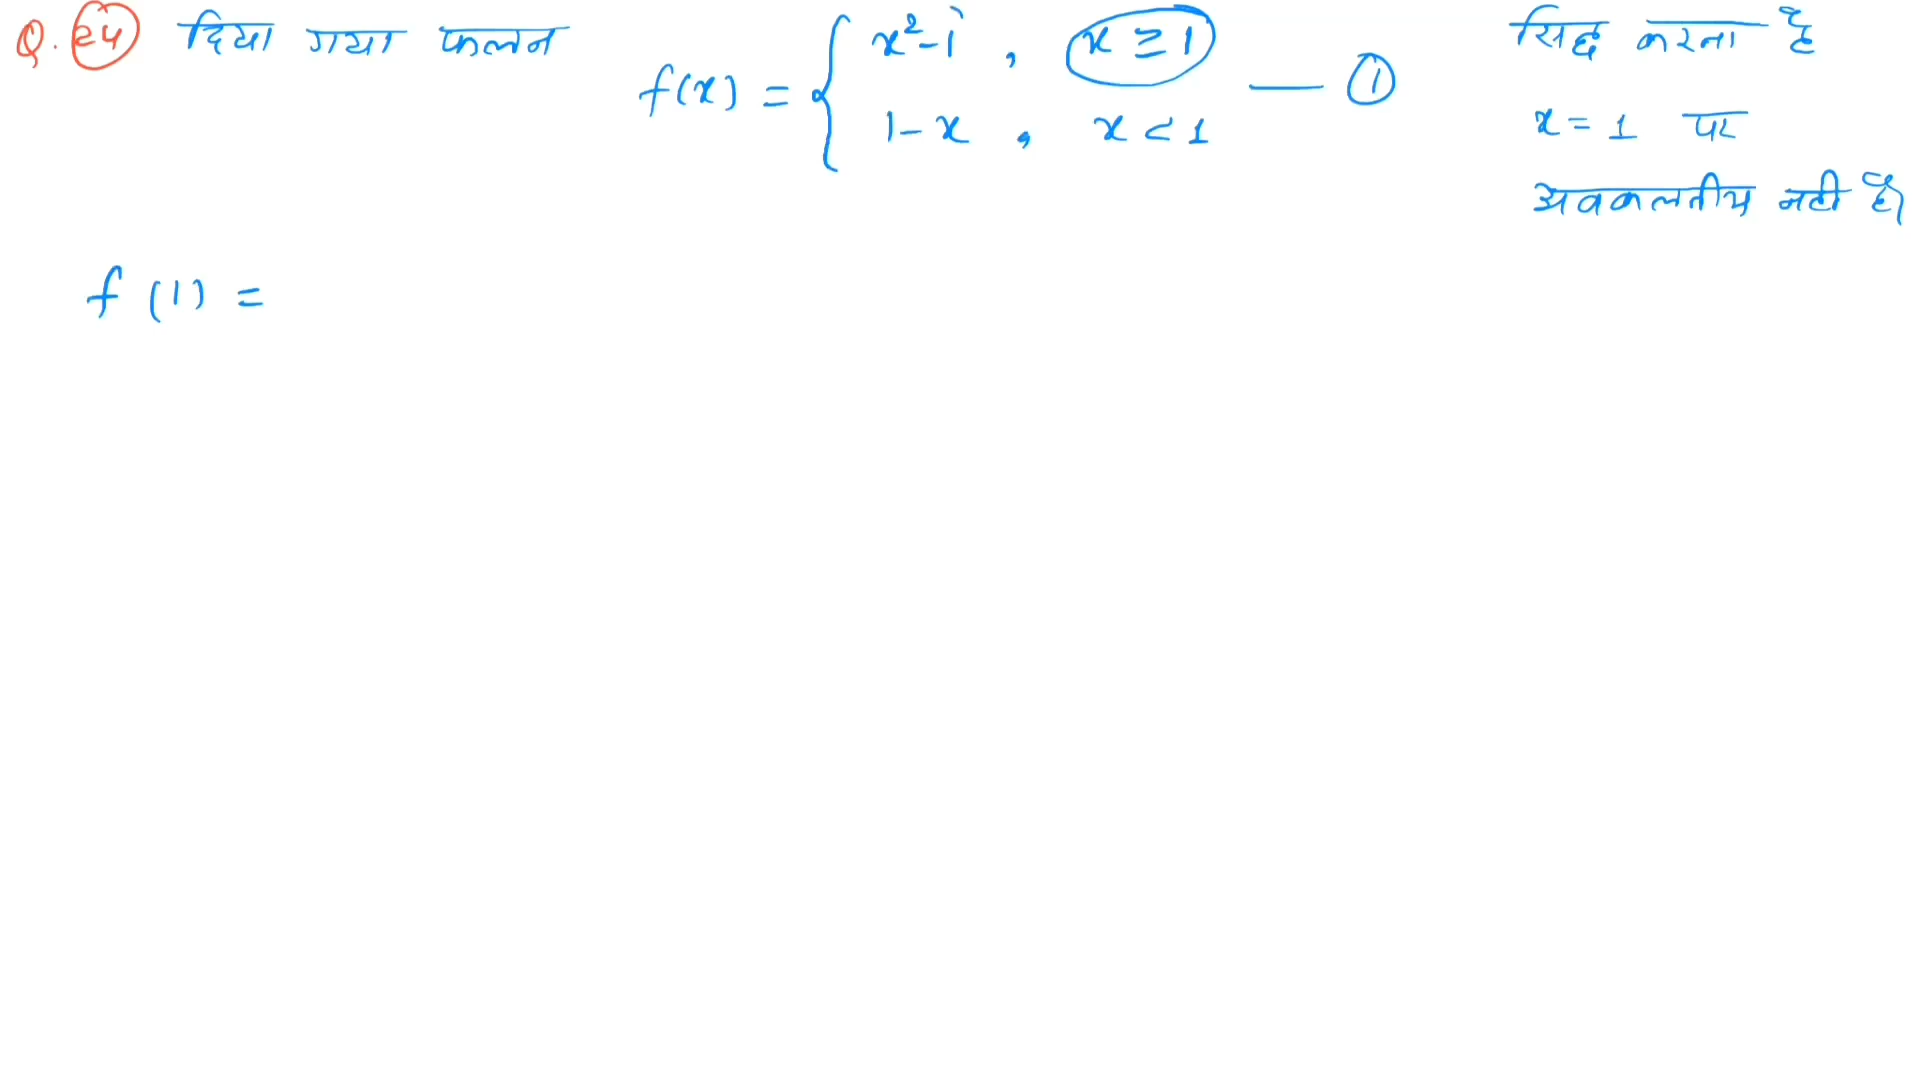 Q. 24 दिया गया फलन
f(x) = { x²-1 , x ≥ 1
1-x , x < 1 — ①
सिद्ध करना है
x = 1 पर
अवकलनीय नही है।
f (1) =